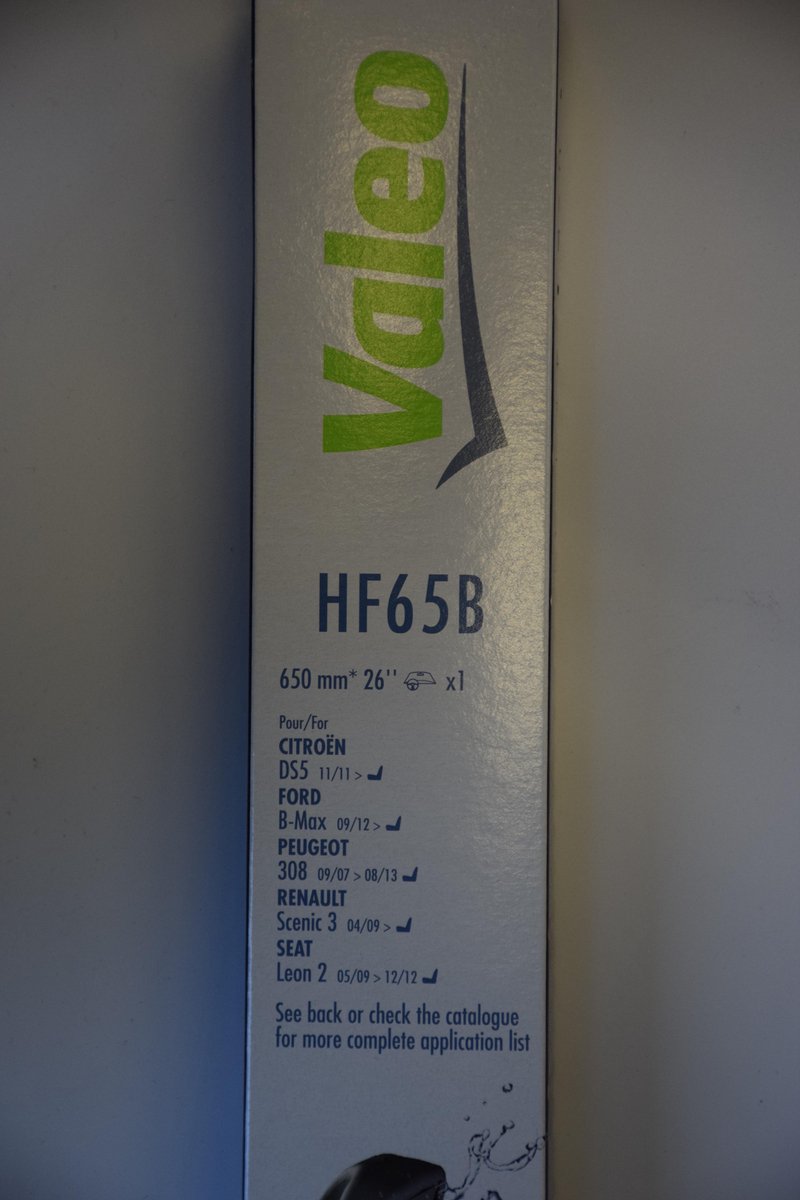 Valeo
HF65B
650 mm* 26'' x1
Pour/For
CITROËN
DS5 11/11 >
FORD
B-Max 09/12 >
PEUGEOT
308 09/07 > 08/13
RENAULT
Scenic 3 04/09 >
SEAT
Leon 2 05/09 > 12/12
See back or check the catalogue
for more complete application list